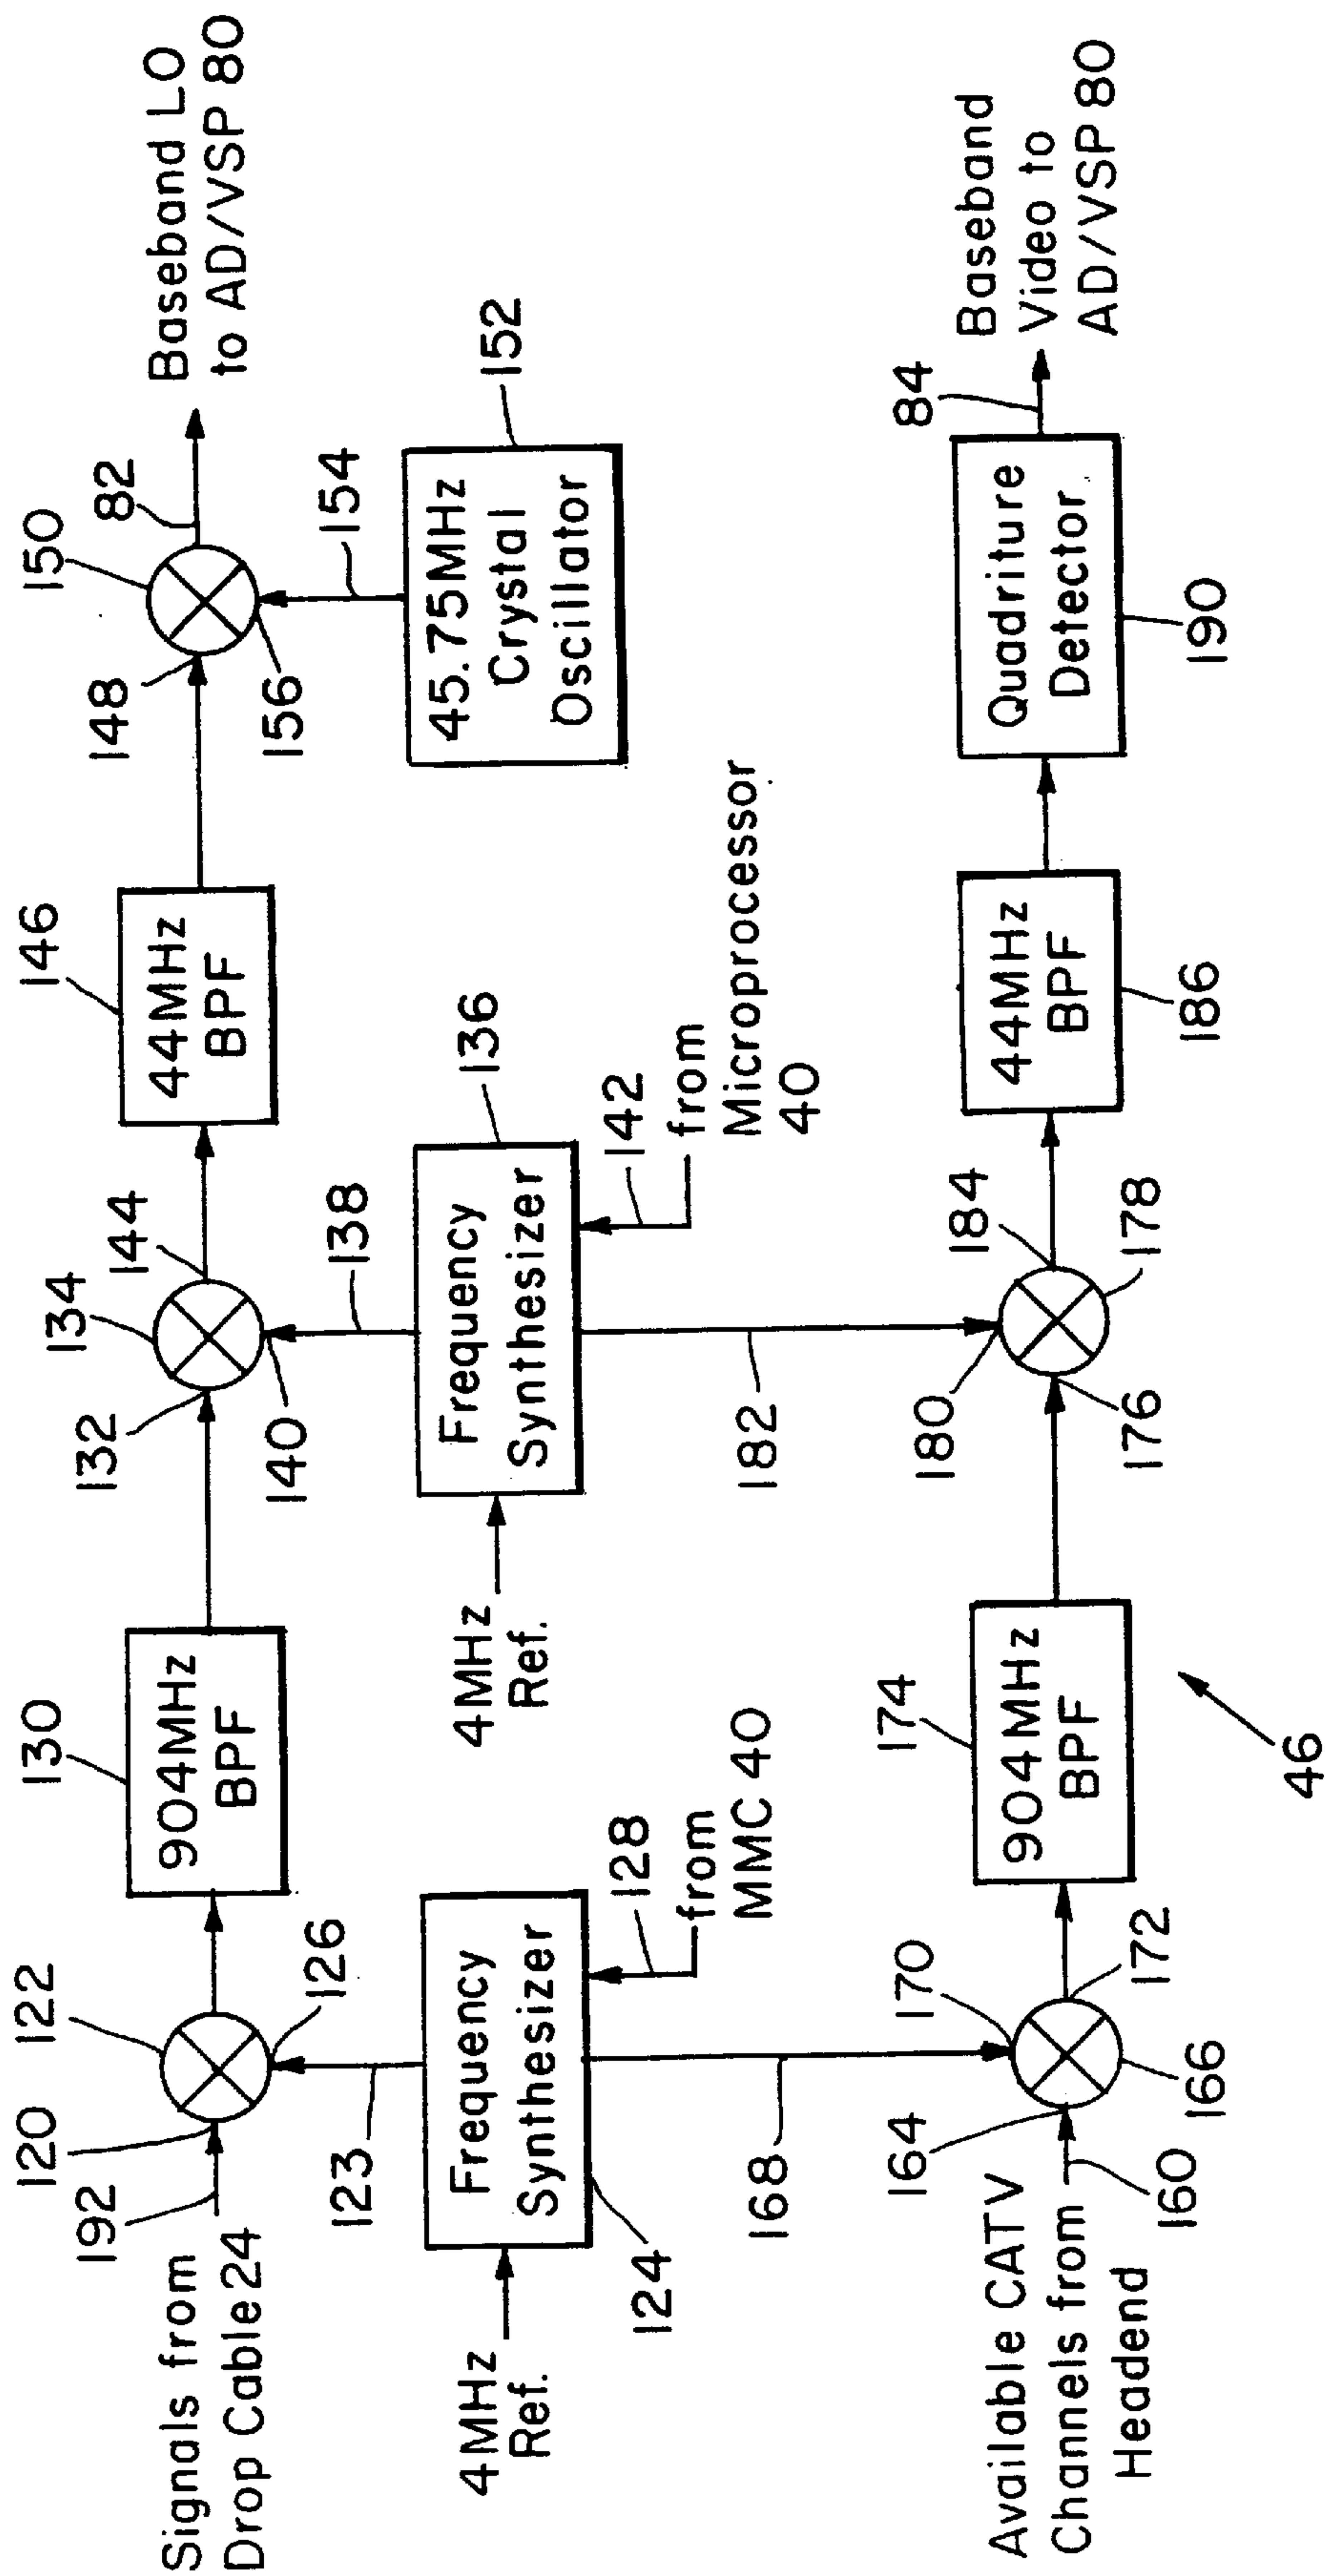 Signals from
Drop Cable 24
192
120
122
126
123
4MHz
Ref.
Frequency
Synthesizer
124
128
from
MMC 40
168
130
904MHz
BPF
132
134
144
140
138
4MHz
Ref.
Frequency
Synthesizer
136
142
from
Microprocessor
40
182
146
44MHz
BPF
148
150
82
156
154
45.75MHz
Crystal
Oscillator
152
Baseband LO
to AD/VSP 80
Available CATV
Channels from
Headend
160
164
170
166
172
174
904MHz
BPF
46
180
176
184
178
44MHz
BPF
186
Quadriture
Detector
190
84
Baseband
Video to
AD/VSP 80